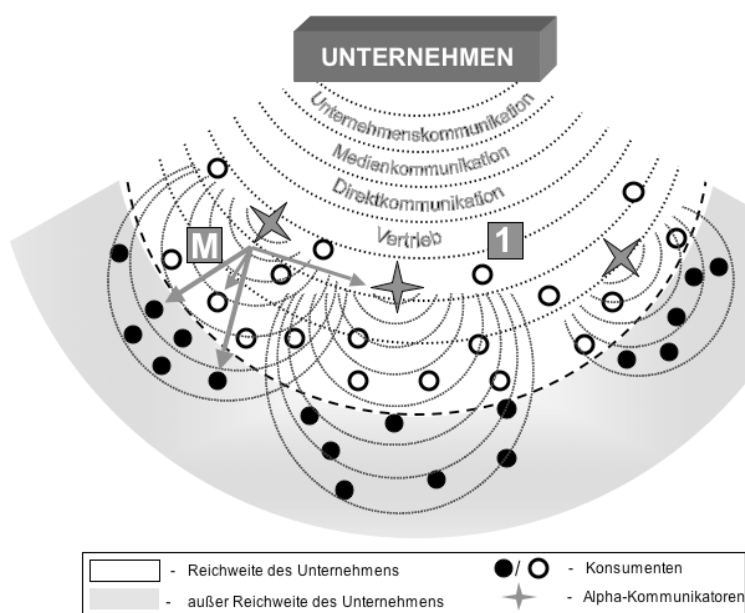 UNTERNEHMEN
Unternehmenskommunikation
Medienkommunikation
Direktkommunikation
Vertrieb
M
1
- Reichweite des Unternehmens
/ - Konsumenten
- außer Reichweite des Unternehmens
- Alpha-Kommunikatoren